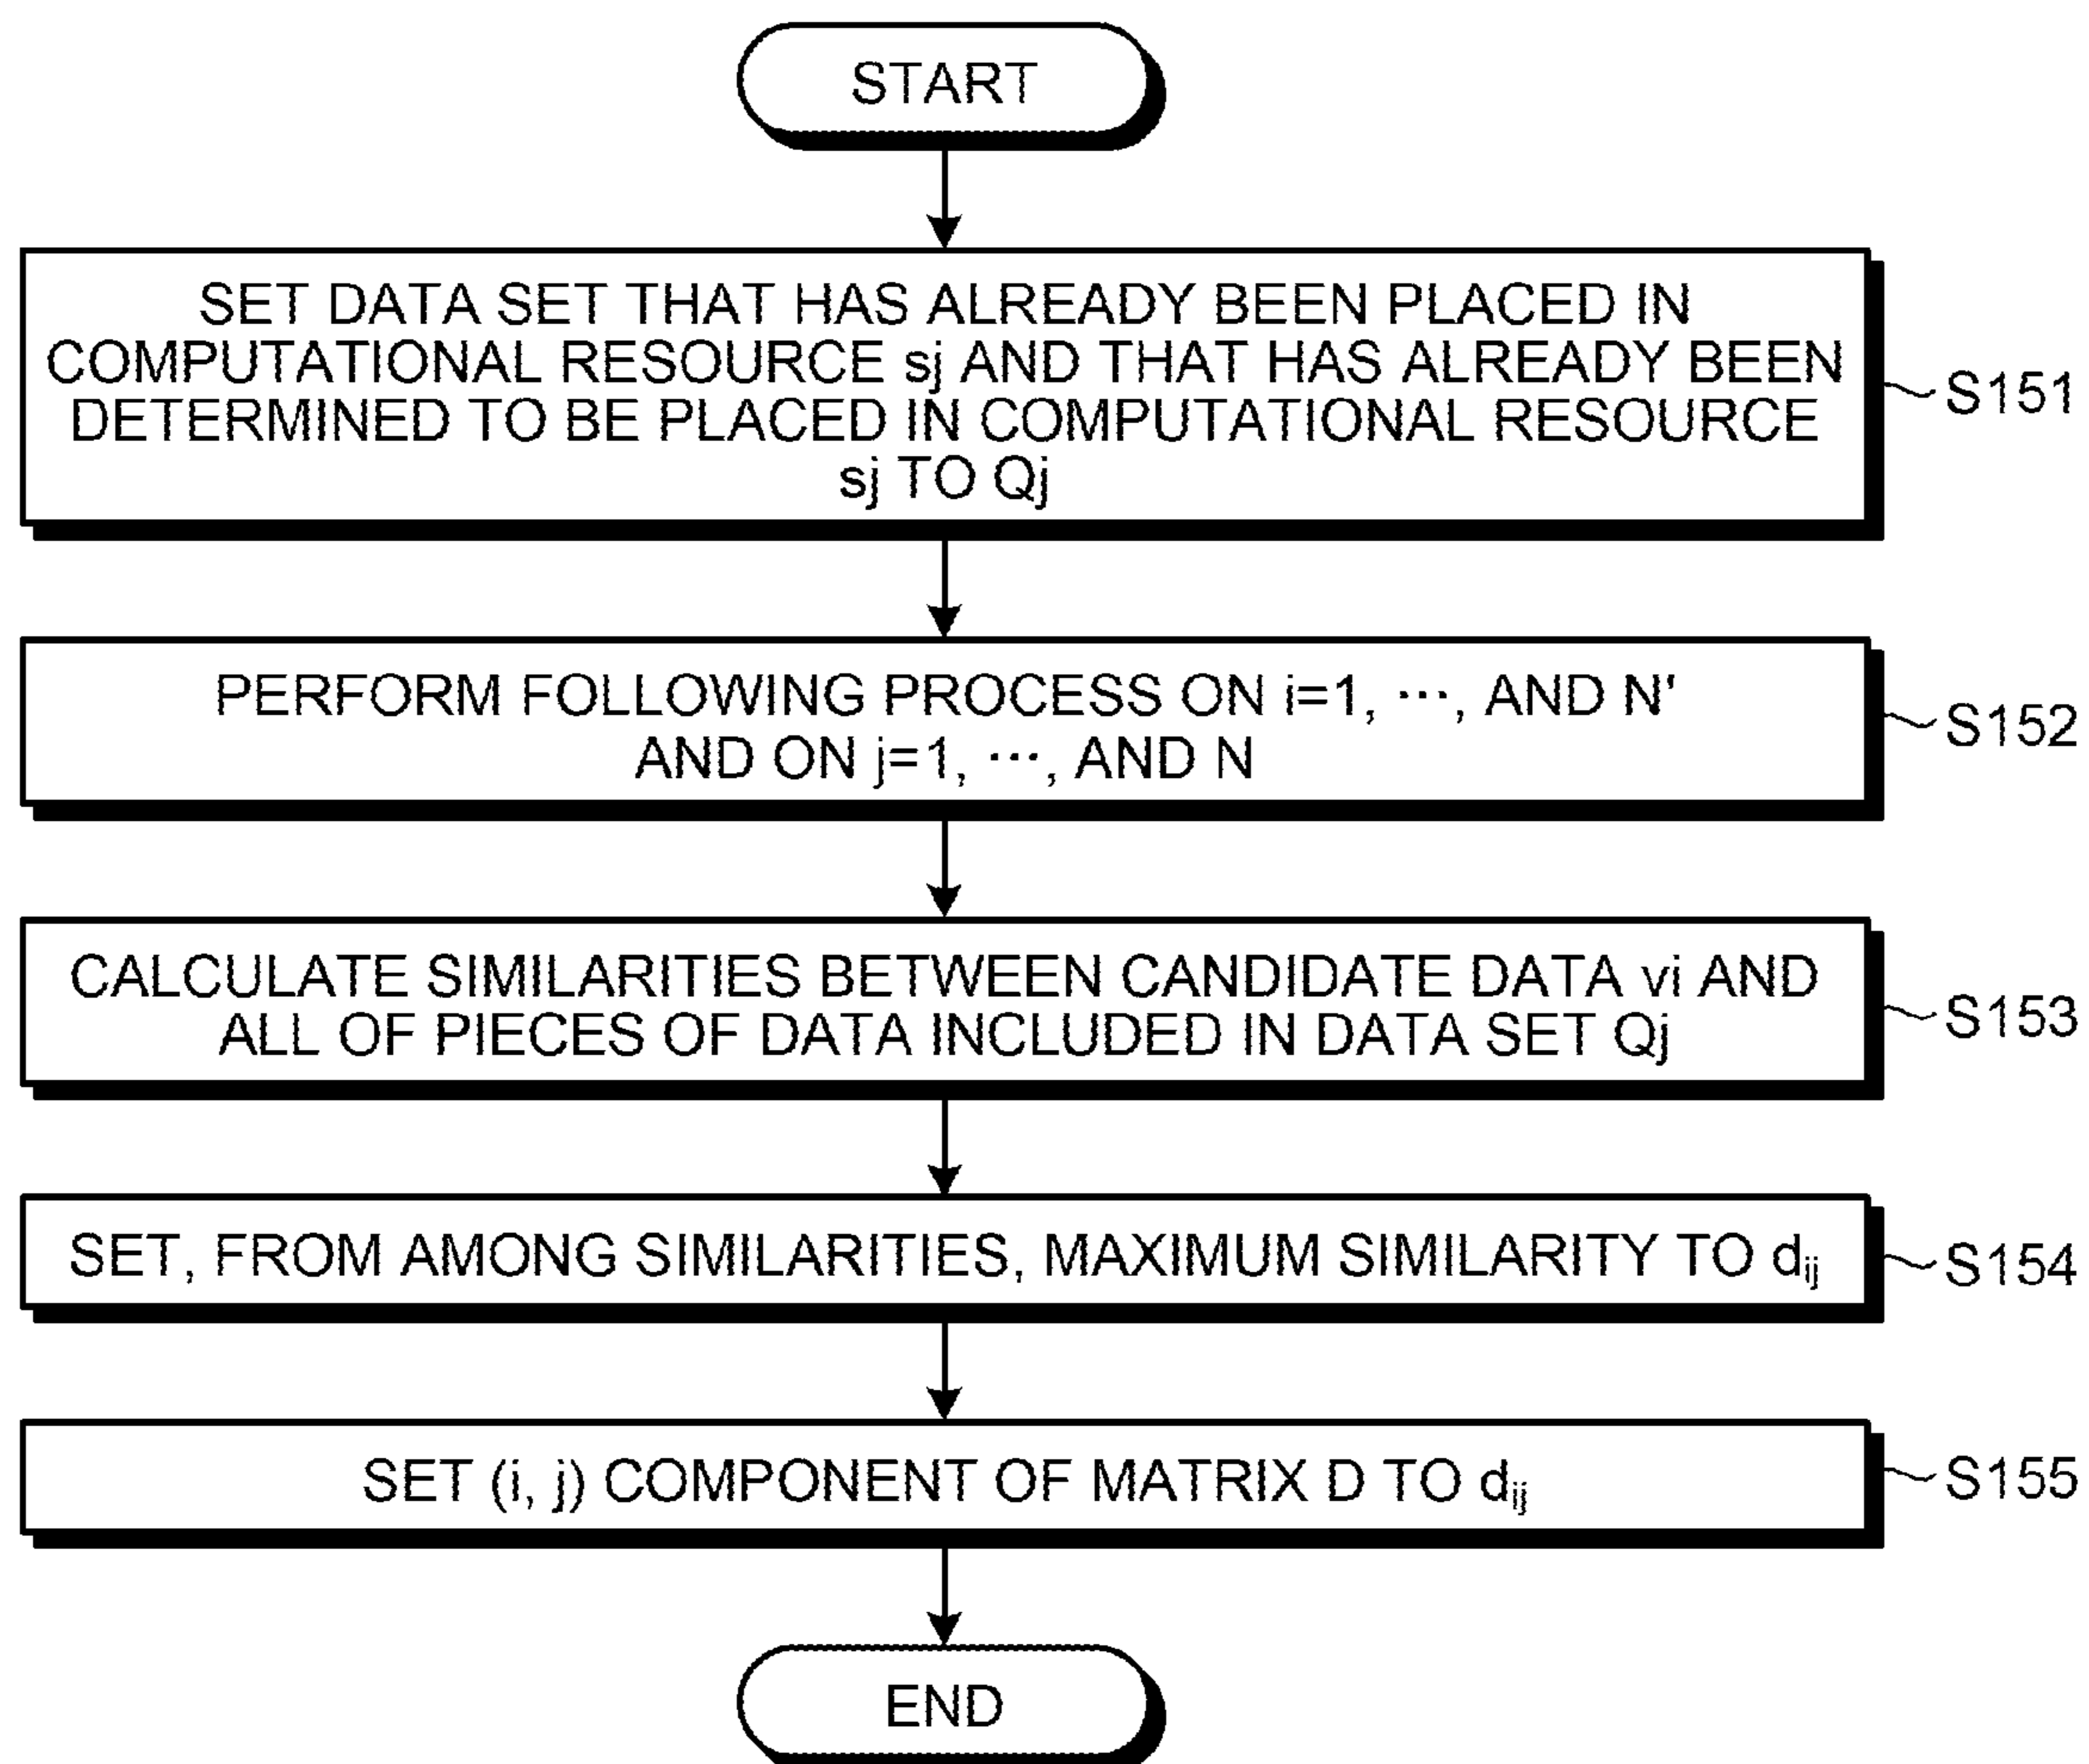 START
SET DATA SET THAT HAS ALREADY BEEN PLACED IN
COMPUTATIONAL RESOURCE sj AND THAT HAS ALREADY BEEN
DETERMINED TO BE PLACED IN COMPUTATIONAL RESOURCE
sj TO Qj
S151
PERFORM FOLLOWING PROCESS ON i=1, ···, AND N'
AND ON j=1, ···, AND N
S152
CALCULATE SIMILARITIES BETWEEN CANDIDATE DATA vi AND
ALL OF PIECES OF DATA INCLUDED IN DATA SET Qj
S153
SET, FROM AMONG SIMILARITIES, MAXIMUM SIMILARITY TO dij
S154
SET (i, j) COMPONENT OF MATRIX D TO dij
S155
END